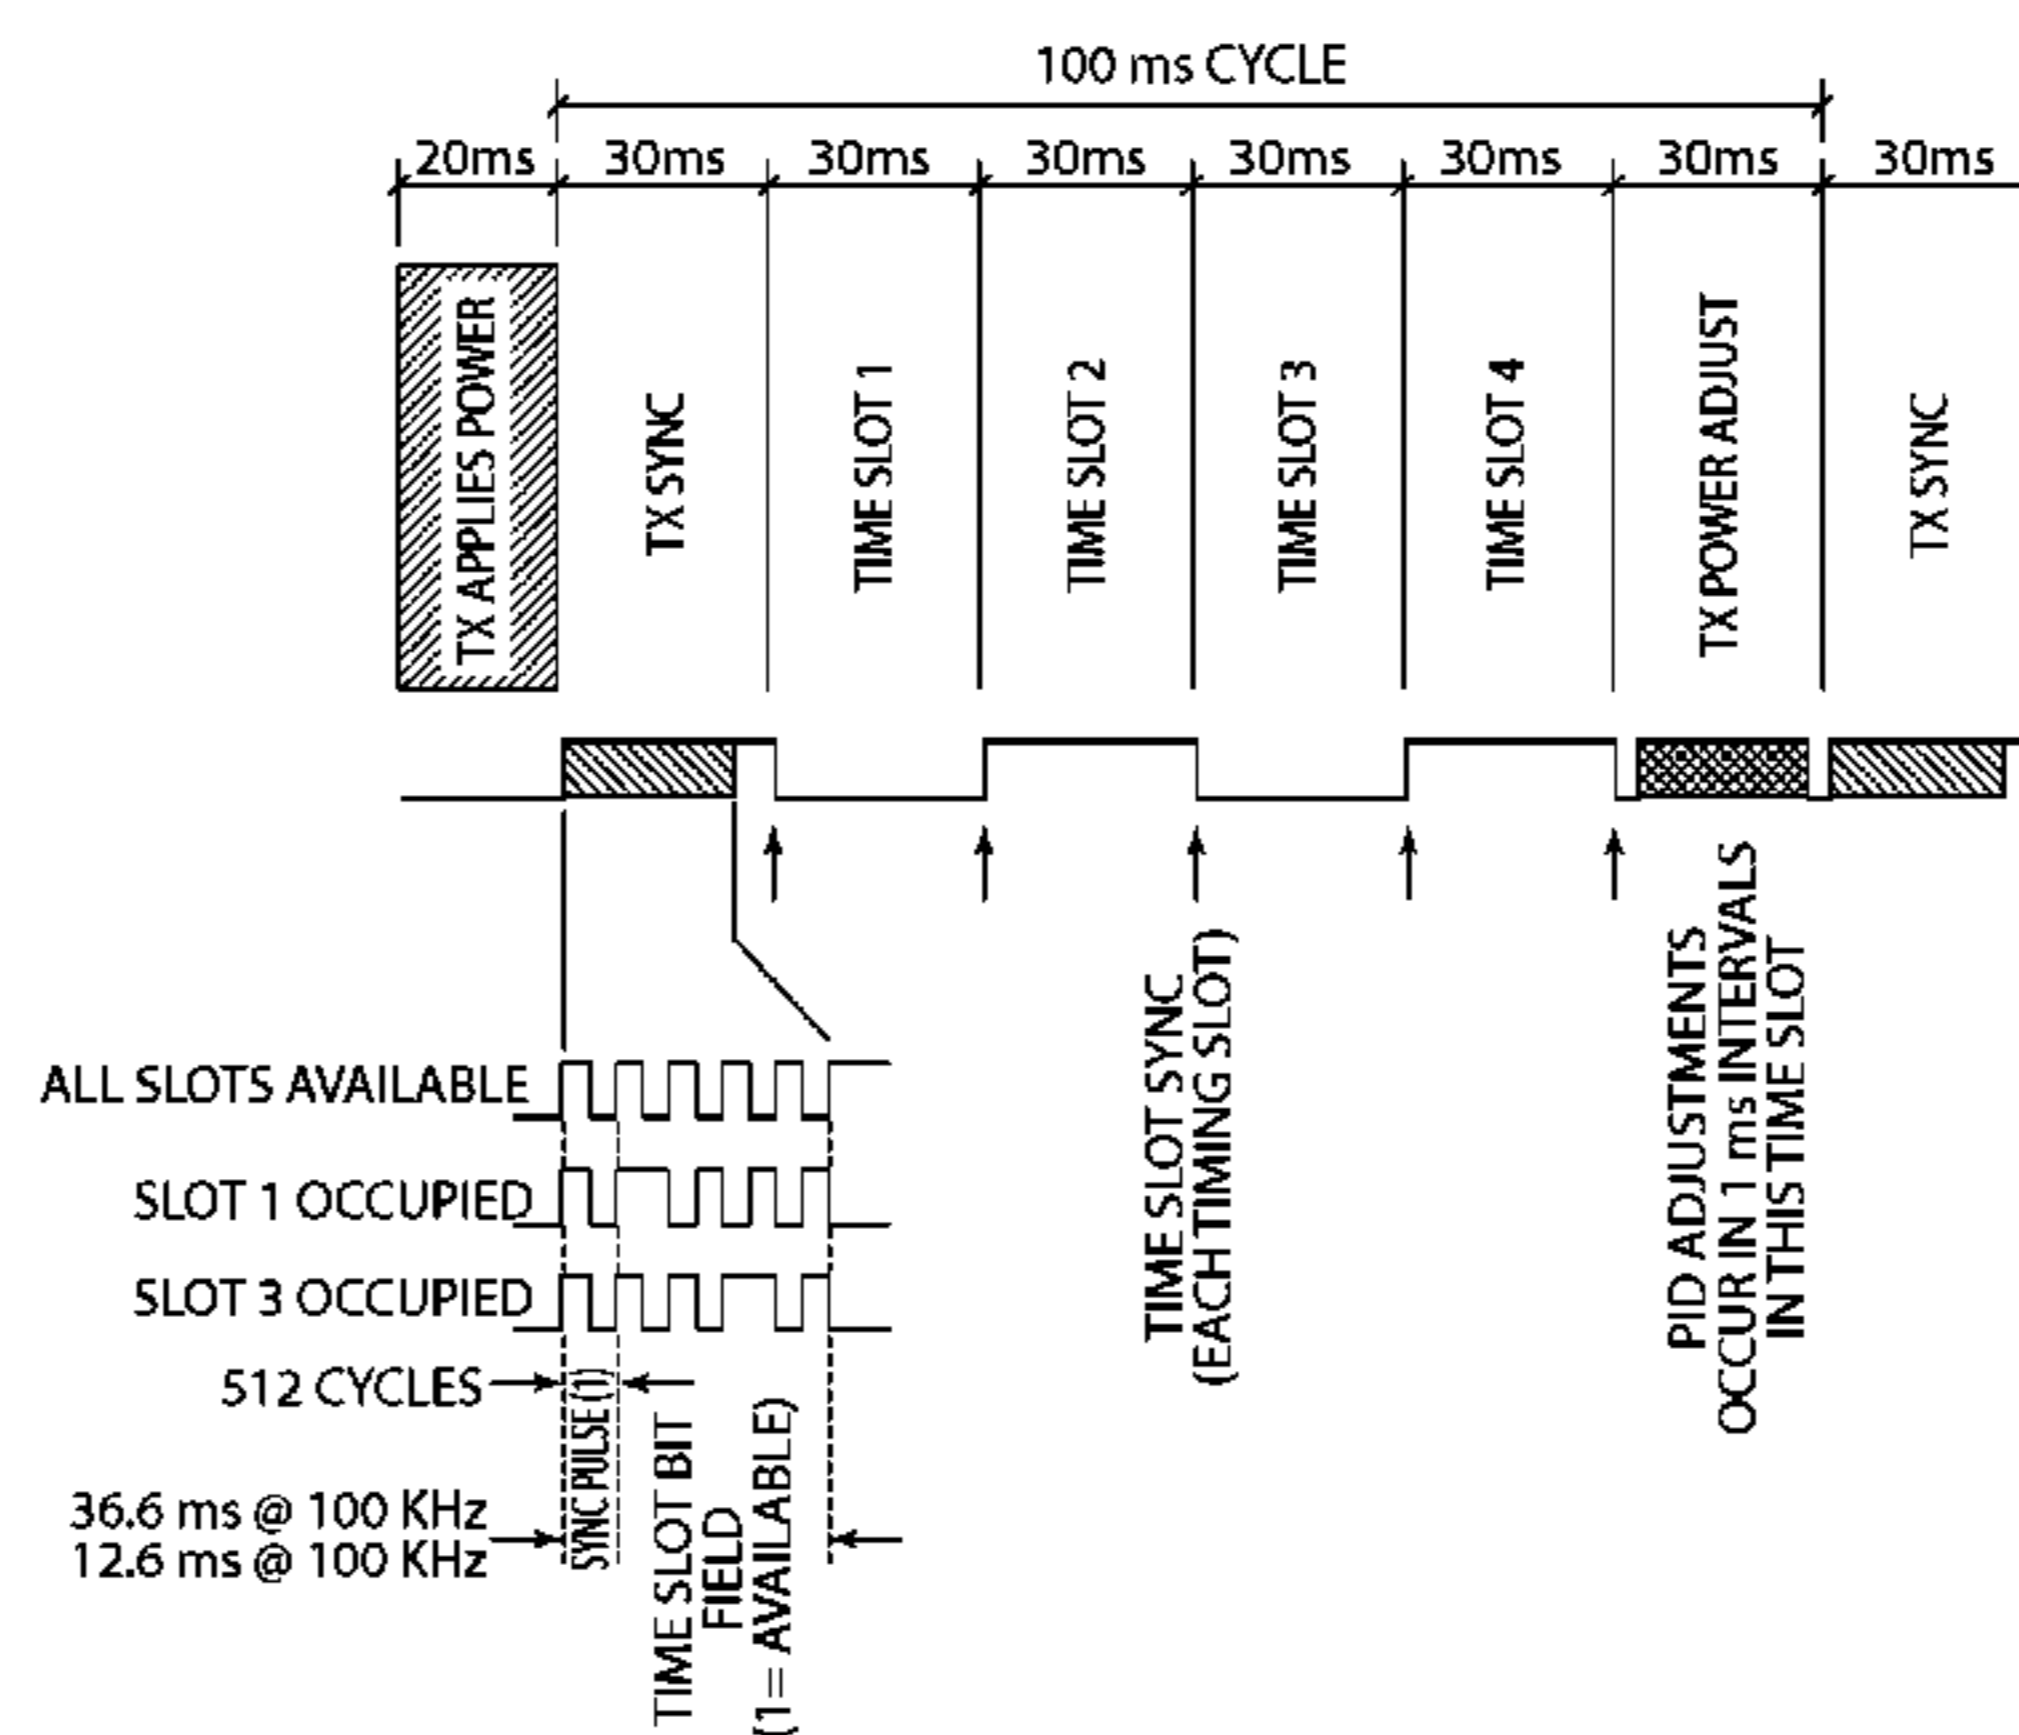 100 ms CYCLE
20ms
30ms
30ms
30ms
30ms
30ms
30ms
30ms
TX APPLIES POWER
TX SYNC
TIME SLOT 1
TIME SLOT 2
TIME SLOT 3
TIME SLOT 4
TX POWER ADJUST
TX SYNC
ALL SLOTS AVAILABLE
SLOT 1 OCCUPIED
SLOT 3 OCCUPIED
512 CYCLES
36.6 ms @ 100 KHz
12.6 ms @ 100 KHz
SYNC PULSE (1)
TIME SLOT BIT
FIELD
(1= AVAILABLE)
TIME SLOT SYNC
(EACH TIMING SLOT)
PID ADJUSTMENTS
OCCUR IN 1 ms INTERVALS
IN THIS TIME SLOT